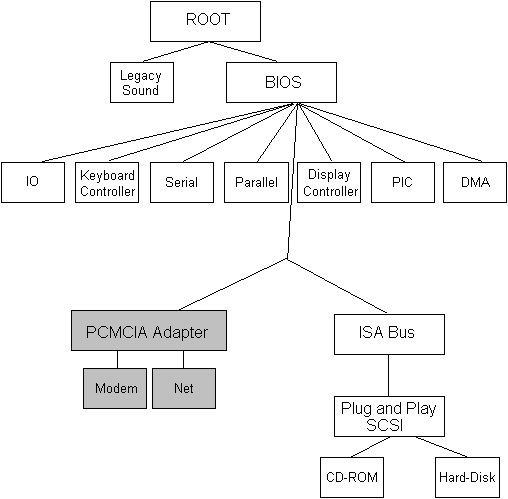 ROOT
Legacy
Sound
BIOS
IO
Keyboard
Controller
Serial
Parallel
Display
Controller
PIC
DMA
PCMCIA Adapter
ISA Bus
Modem
Net
Plug and Play
SCSI
CD-ROM
Hard-Disk